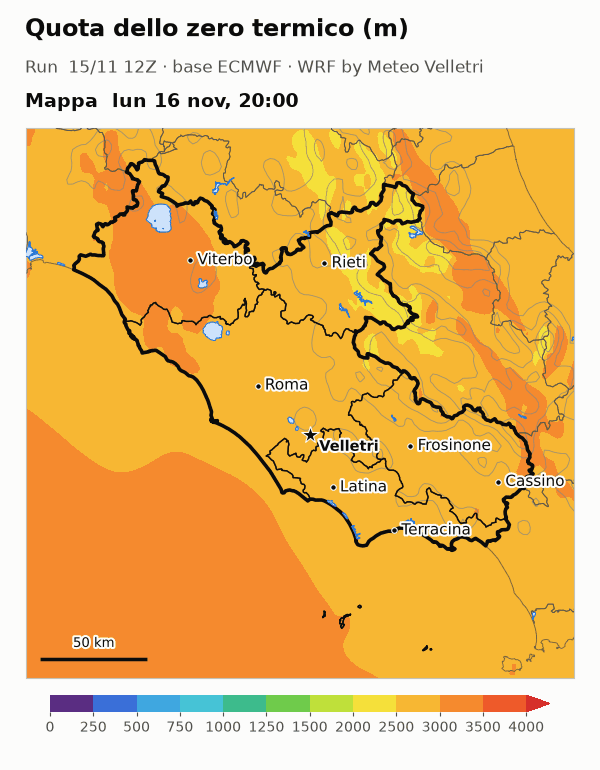 Quota dello zero termico (m)
Run 15/11 12Z · base ECMWF · WRF by Meteo Velletri
Mappa lun 16 nov, 20:00
Viterbo
Rieti
Roma
Velletri
Frosinone
Latina
Cassino
Terracina
50 km
0 250 500 750 1000 1250 1500 2000 2500 3000 3500 4000